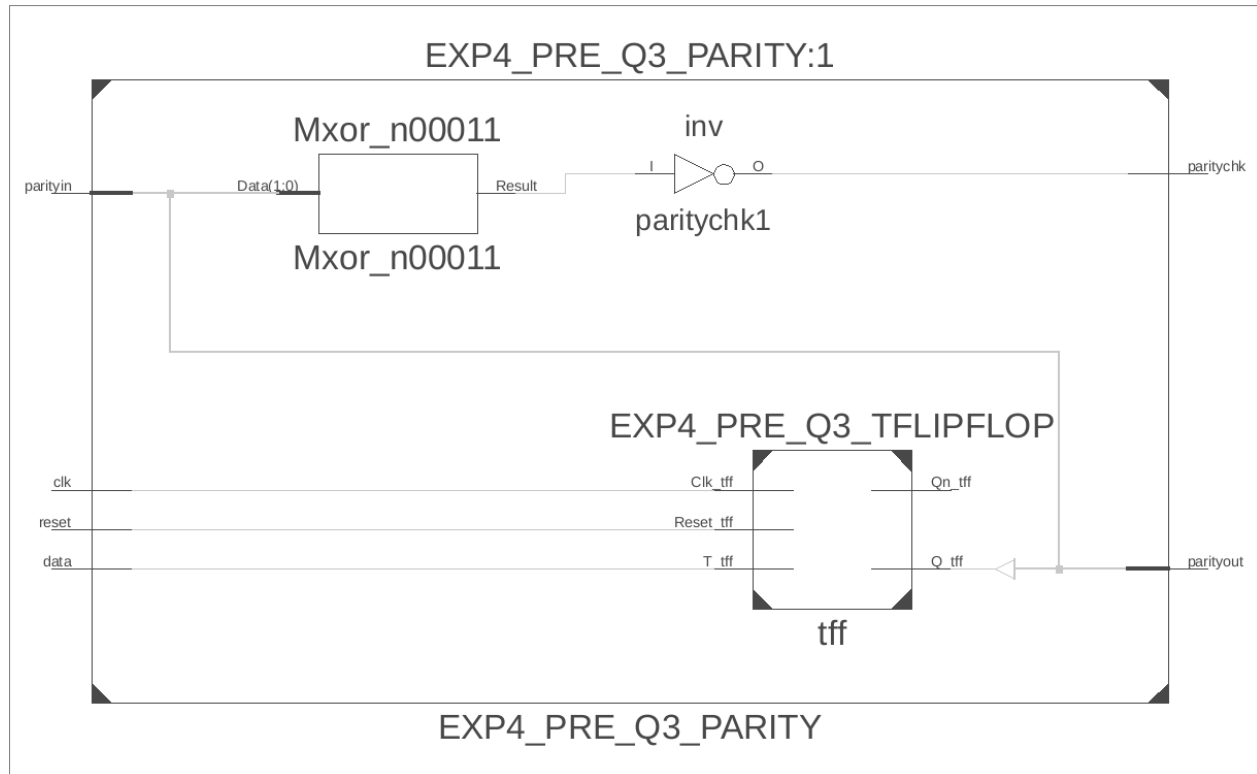 EXP4_PRE_Q3_PARITY:1
Mxor_n00011
inv
parityin
Data(1:0)
Result
I
O
paritychk
paritychk1
Mxor_n00011
EXP4_PRE_Q3_TFLIPFLOP
clk
Clk_tff
Qn_tff
reset
Reset_tff
data
T_tff
Q_tff
parityout
tff
EXP4_PRE_Q3_PARITY